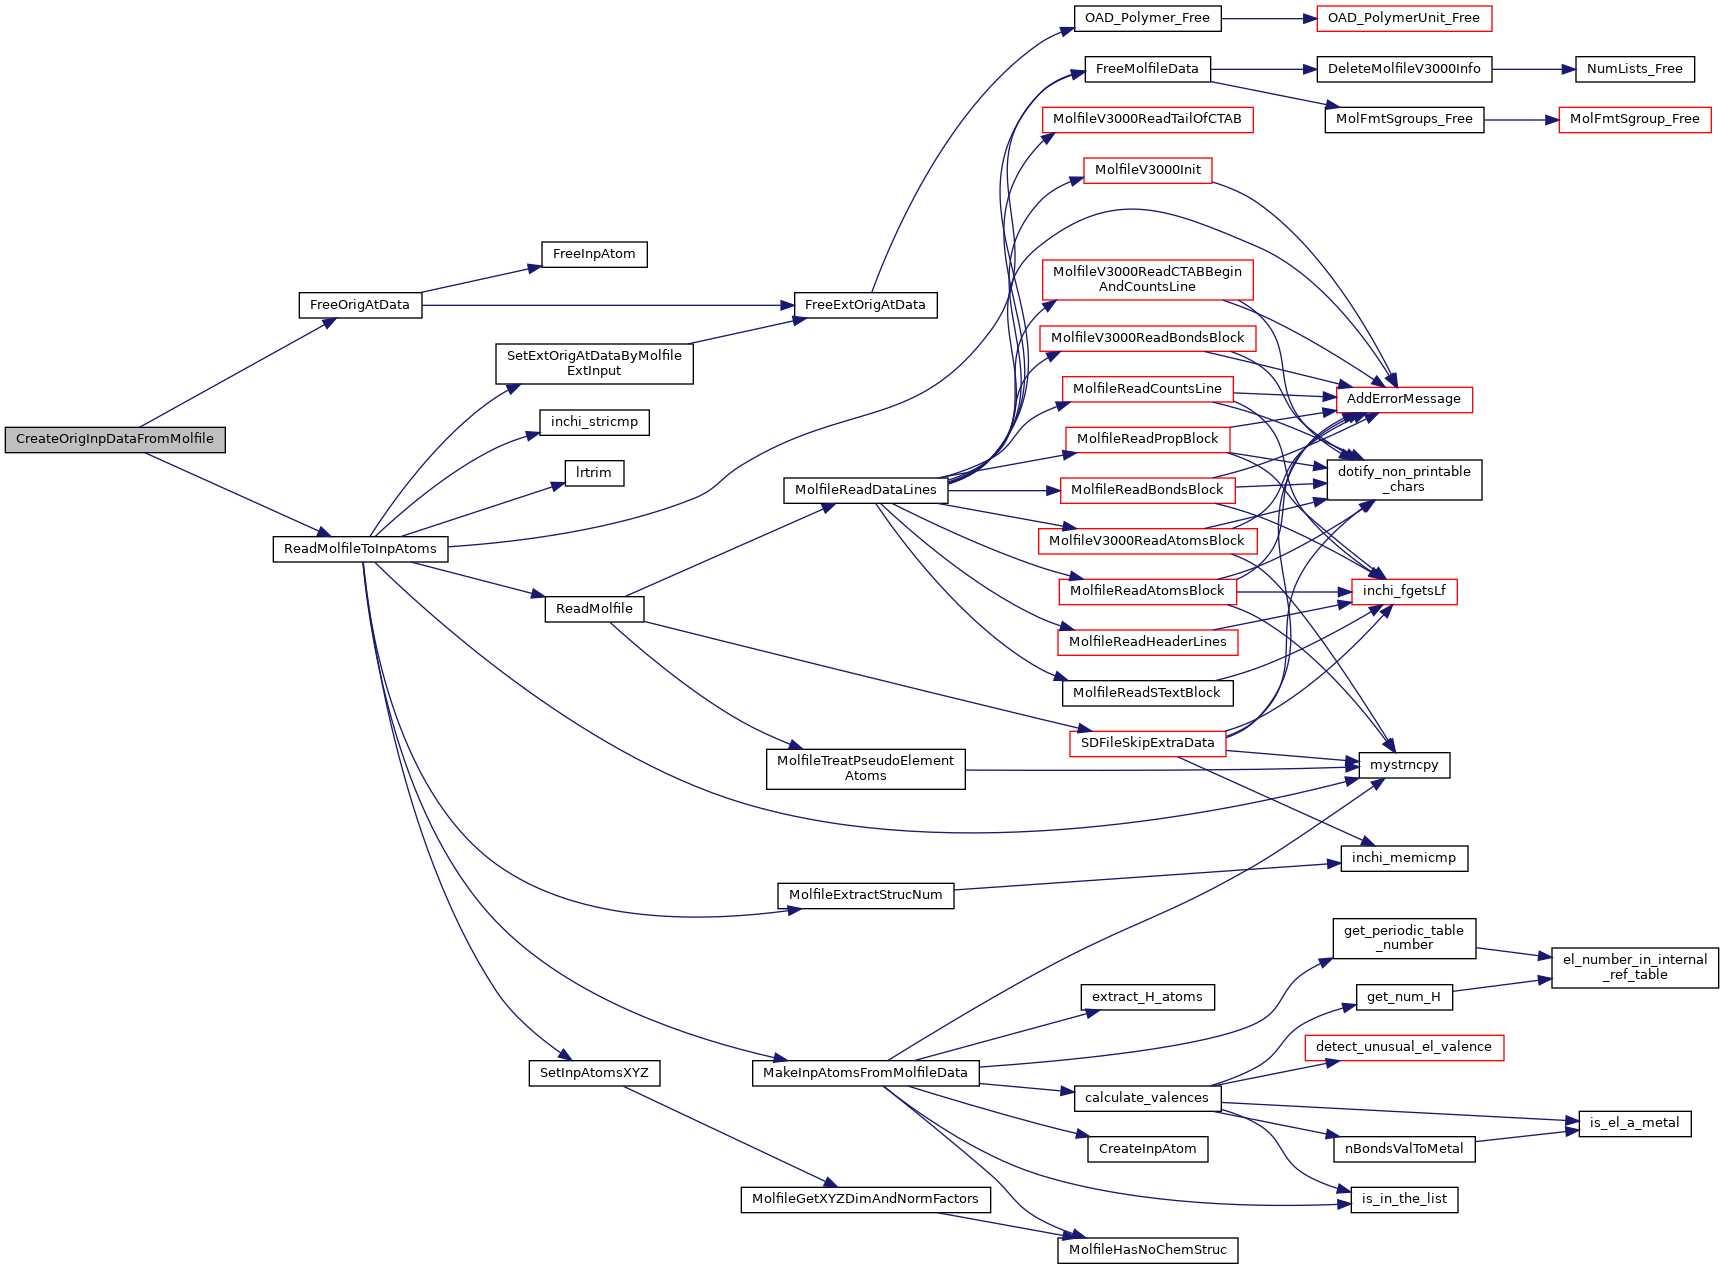 CreateOrigInpDataFromMolfile
FreeOrigAtData
ReadMolfileToInpAtoms
FreeInpAtom
SetExtOrigAtDataByMolfile
ExtInput
inchi_stricmp
lrtrim
ReadMolfile
SetInpAtomsXYZ
FreeExtOrigAtData
MolfileReadDataLines
MolfileTreatPseudoElement
Atoms
MolfileExtractStrucNum
MakeInpAtomsFromMolfileData
MolfileGetXYZDimAndNormFactors
OAD_Polymer_Free
FreeMolfileData
MolfileV3000ReadTailOfCTAB
MolfileV3000Init
MolfileV3000ReadCTABBegin
AndCountsLine
MolfileV3000ReadBondsBlock
MolfileReadCountsLine
MolfileReadPropBlock
MolfileReadBondsBlock
MolfileV3000ReadAtomsBlock
MolfileReadAtomsBlock
MolfileReadHeaderLines
MolfileReadSTextBlock
SDFileSkipExtraData
extract_H_atoms
calculate_valences
CreateInpAtom
MolfileHasNoChemStruc
OAD_PolymerUnit_Free
DeleteMolfileV3000Info
MolFmtSgroups_Free
AddErrorMessage
dotify_non_printable
_chars
inchi_fgetsLf
mystrncpy
inchi_memicmp
get_periodic_table
_number
get_num_H
detect_unusual_el_valence
nBondsValToMetal
is_in_the_list
NumLists_Free
MolFmtSgroup_Free
el_number_in_internal
_ref_table
is_el_a_metal